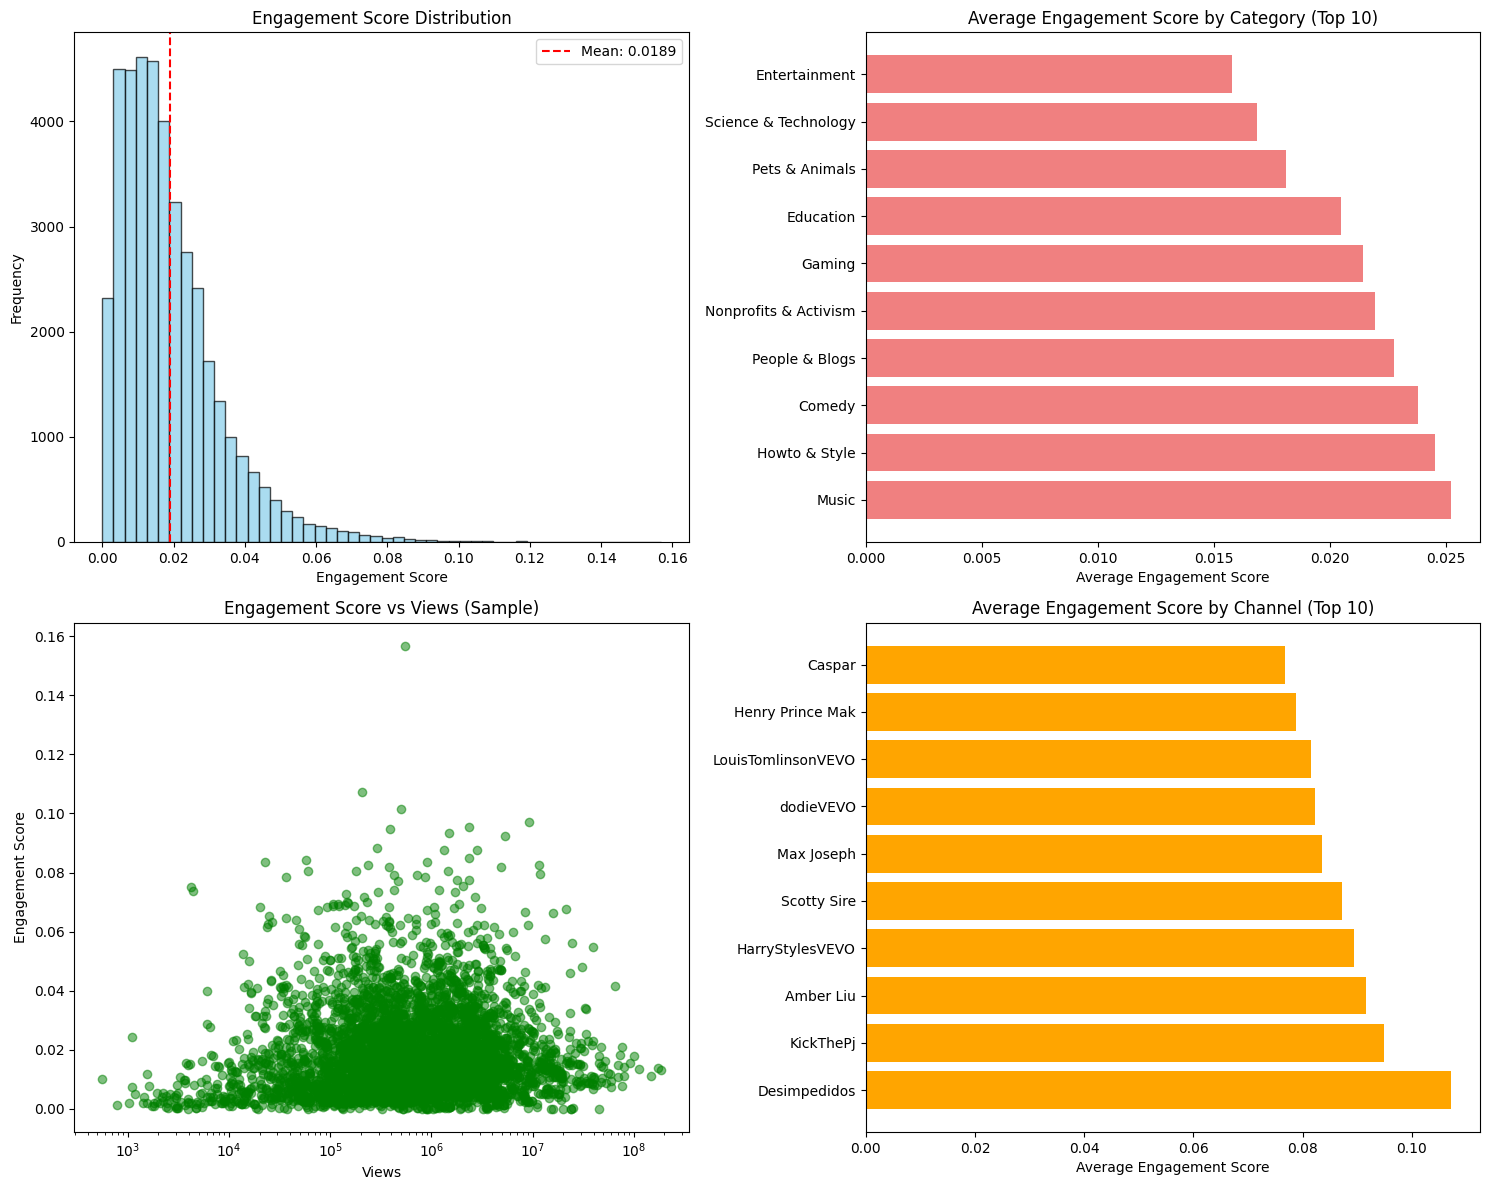 Engagement Score Distribution
Mean: 0.0189
Frequency
4000
3000
2000
1000
0
0.00 0.02 0.04 0.06 0.08 0.10 0.12 0.14 0.16
Engagement Score
Average Engagement Score by Category (Top 10)
Entertainment
Science & Technology
Pets & Animals
Education
Gaming
Nonprofits & Activism
People & Blogs
Comedy
Howto & Style
Music
0.000 0.005 0.010 0.015 0.020 0.025
Average Engagement Score
Engagement Score vs Views (Sample)
Engagement Score
0.16
0.14
0.12
0.10
0.08
0.06
0.04
0.02
0.00
10³ 10⁴ 10⁵ 10⁶ 10⁷ 10⁸
Views
Average Engagement Score by Channel (Top 10)
Caspar
Henry Prince Mak
LouisTomlinsonVEVO
dodieVEVO
Max Joseph
Scotty Sire
HarryStylesVEVO
Amber Liu
KickThePj
Desimpedidos
0.00 0.02 0.04 0.06 0.08 0.10
Average Engagement Score